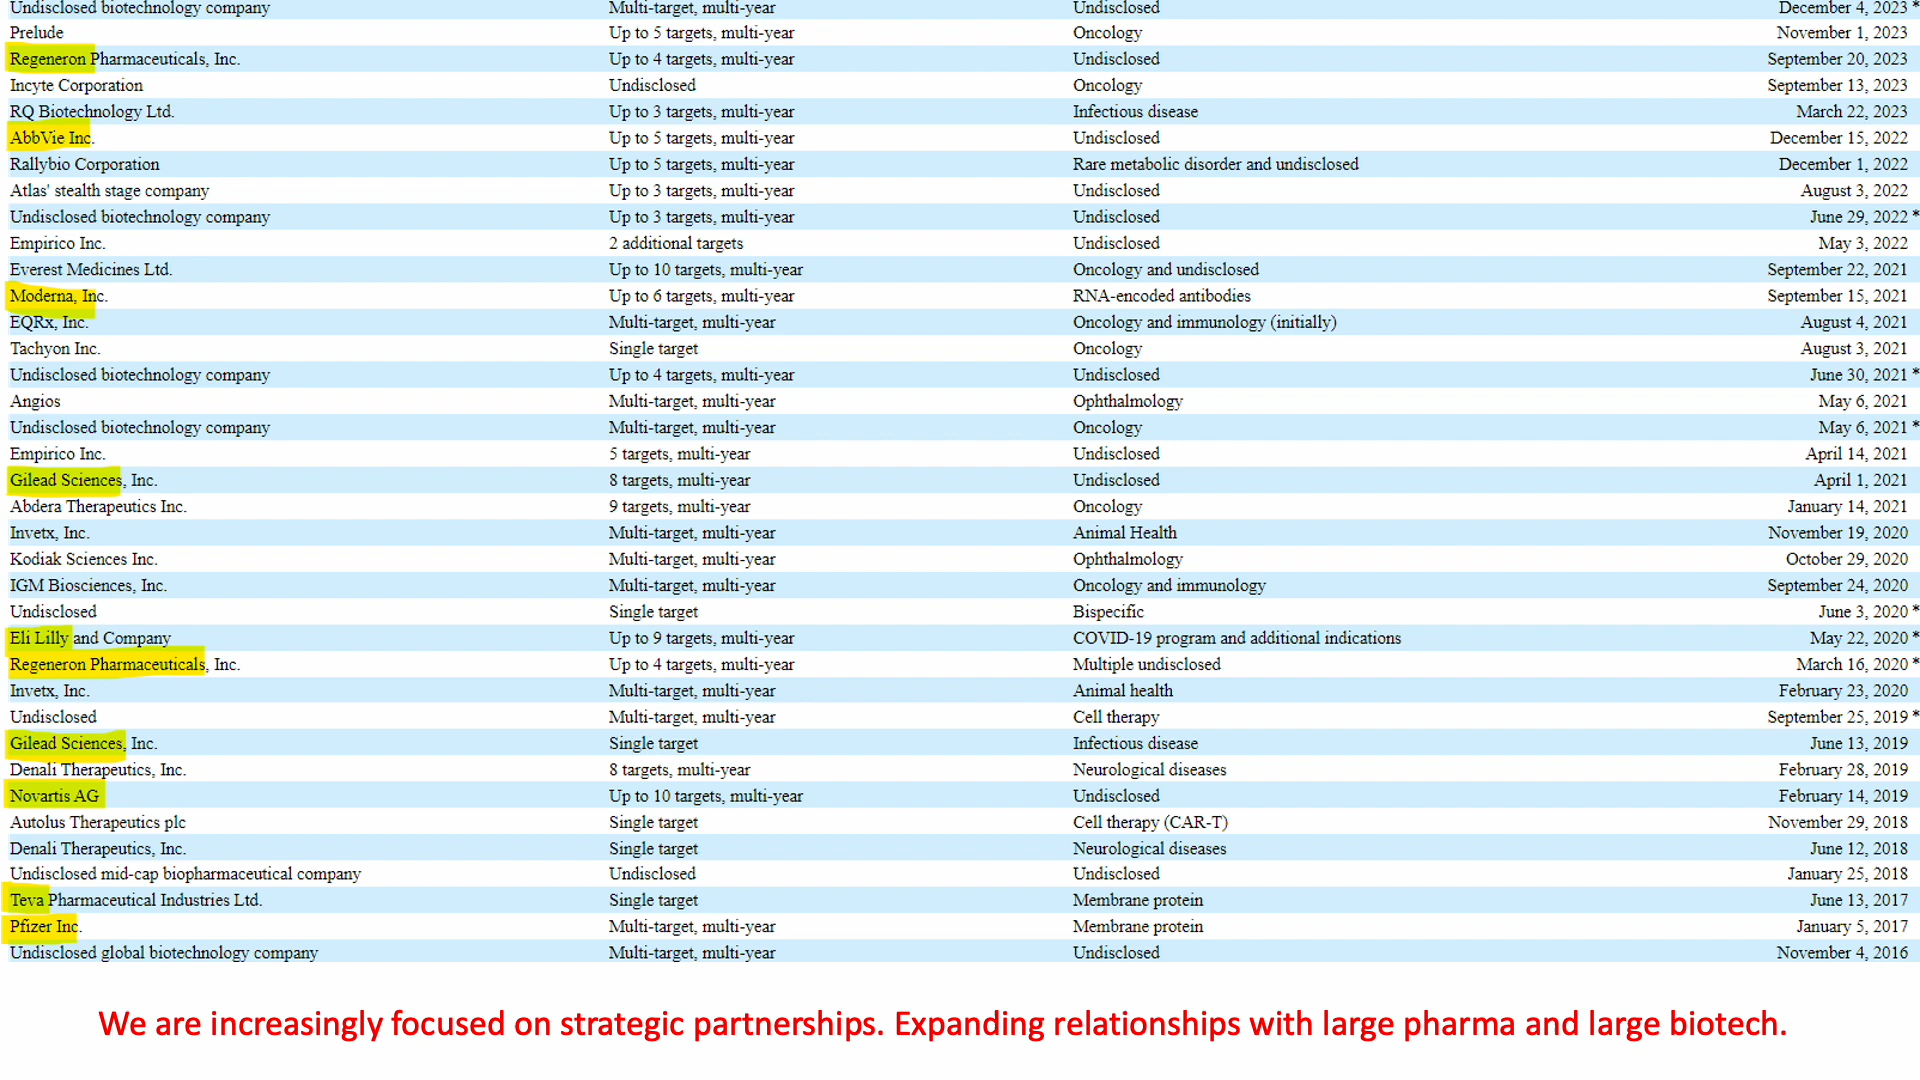 Undisclosed biotechnology company Multi-target, multi-year Undisclosed December 4, 2023 *
Prelude Up to 5 targets, multi-year Oncology November 1, 2023
Regeneron Pharmaceuticals, Inc. Up to 4 targets, multi-year Undisclosed September 20, 2023
Incyte Corporation Undisclosed Oncology September 13, 2023
RQ Biotechnology Ltd. Up to 3 targets, multi-year Infectious disease March 22, 2023
AbbVie Inc. Up to 5 targets, multi-year Undisclosed December 15, 2022
Rallybio Corporation Up to 5 targets, multi-year Rare metabolic disorder and undisclosed December 1, 2022
Atlas' stealth stage company Up to 3 targets, multi-year Undisclosed August 3, 2022
Undisclosed biotechnology company Up to 3 targets, multi-year Undisclosed June 29, 2022 *
Empirico Inc. 2 additional targets Undisclosed May 3, 2022
Everest Medicines Ltd. Up to 10 targets, multi-year Oncology and undisclosed September 22, 2021
Moderna, Inc. Up to 6 targets, multi-year RNA-encoded antibodies September 15, 2021
EQRx, Inc. Multi-target, multi-year Oncology and immunology (initially) August 4, 2021
Tachyon Inc. Single target Oncology August 3, 2021
Undisclosed biotechnology company Up to 4 targets, multi-year Undisclosed June 30, 2021 *
Angios Multi-target, multi-year Ophthalmology May 6, 2021
Undisclosed biotechnology company Multi-target, multi-year Oncology May 6, 2021 *
Empirico Inc. 5 targets, multi-year Undisclosed April 14, 2021
Gilead Sciences, Inc. 8 targets, multi-year Undisclosed April 1, 2021
Abdera Therapeutics Inc. 9 targets, multi-year Oncology January 14, 2021
Invetx, Inc. Multi-target, multi-year Animal Health November 19, 2020
Kodiak Sciences Inc. Multi-target, multi-year Ophthalmology October 29, 2020
IGM Biosciences, Inc. Multi-target, multi-year Oncology and immunology September 24, 2020
Undisclosed Single target Bispecific June 3, 2020 *
Eli Lilly and Company Up to 9 targets, multi-year COVID-19 program and additional indications May 22, 2020 *
Regeneron Pharmaceuticals, Inc. Up to 4 targets, multi-year Multiple undisclosed March 16, 2020 *
Invetx, Inc. Multi-target, multi-year Animal health February 23, 2020
Undisclosed Multi-target, multi-year Cell therapy September 25, 2019 *
Gilead Sciences, Inc. Single target Infectious disease June 13, 2019
Denali Therapeutics, Inc. 8 targets, multi-year Neurological diseases February 28, 2019
Novartis AG Up to 10 targets, multi-year Undisclosed February 14, 2019
Autolus Therapeutics plc Single target Cell therapy (CAR-T) November 29, 2018
Denali Therapeutics, Inc. Single target Neurological diseases June 12, 2018
Undisclosed mid-cap biopharmaceutical company Undisclosed Undisclosed January 25, 2018
Teva Pharmaceutical Industries Ltd. Single target Membrane protein June 13, 2017
Pfizer Inc. Multi-target, multi-year Membrane protein January 5, 2017
Undisclosed global biotechnology company Multi-target, multi-year Undisclosed November 4, 2016
We are increasingly focused on strategic partnerships. Expanding relationships with large pharma and large biotech.